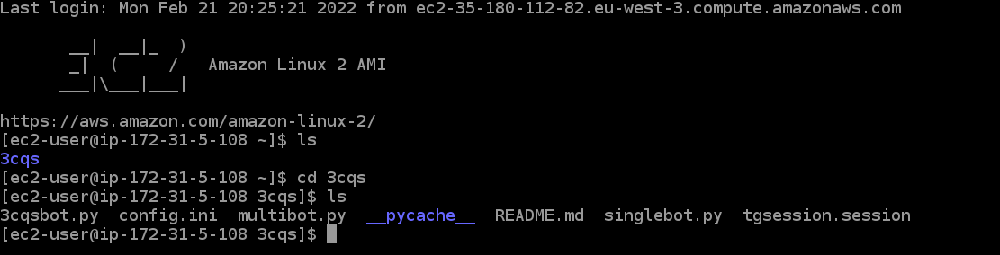 Last login: Mon Feb 21 20:25:21 2022 from ec2-35-180-112-82.eu-west-3.compute.amazonaws.com
       __|  __|_  )
       _|  (     /   Amazon Linux 2 AMI
      ___|\___|___|
https://aws.amazon.com/amazon-linux-2/
[ec2-user@ip-172-31-5-108 ~]$ ls
3cqs
[ec2-user@ip-172-31-5-108 ~]$ cd 3cqs
[ec2-user@ip-172-31-5-108 3cqs]$ ls
3cqsbot.py  config.ini  multibot.py  __pycache__  README.md  singlebot.py  tgsession.session
[ec2-user@ip-172-31-5-108 3cqs]$